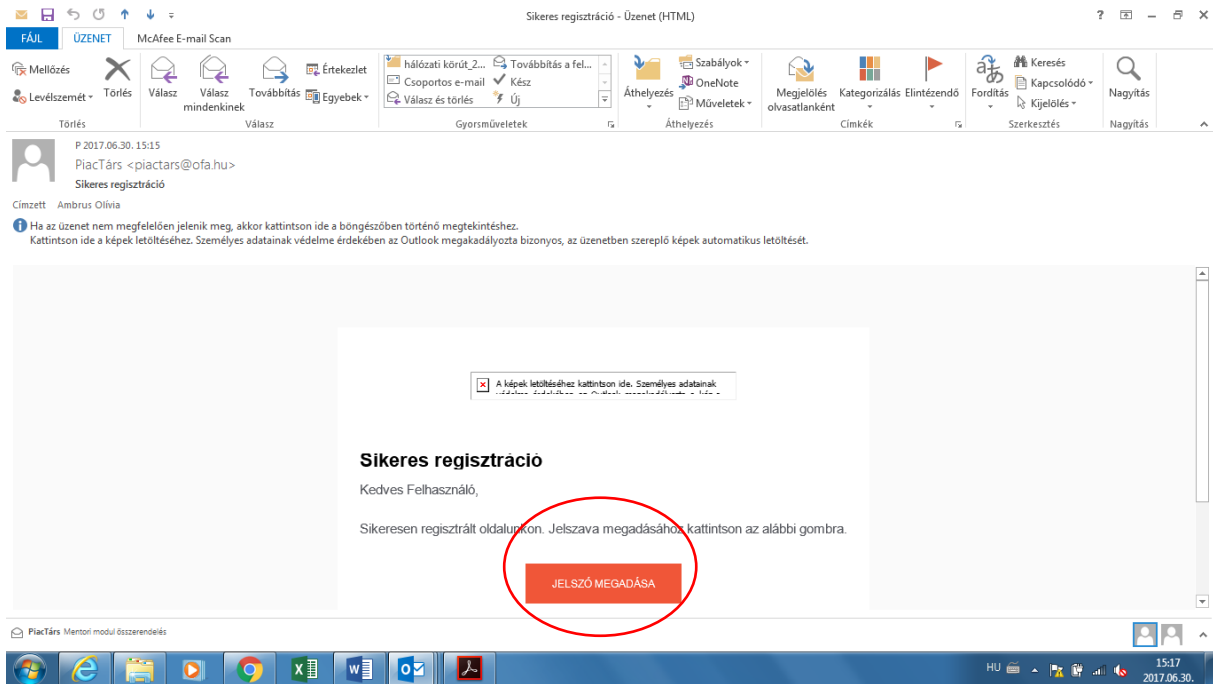 Sikeres regisztráció - Üzenet (HTML)
FÁJL ÜZENET McAfee E-mail Scan
Mellőzés
Levélszemét
Törlés
Törlés
Válasz
Válasz mindenkinek
Továbbítás
Értekezlet
Egyebek
Válasz
hálózati körút_2...
Csoportos e-mail
Válasz és törlés
Továbbítás a fel...
Kész
Új
Gyorsműveletek
Áthelyezés
Szabályok
OneNote
Műveletek
Áthelyezés
Megjelölés olvasatlanként
Kategorizálás
Elintézendő
Címkék
Fordítás
Keresés
Kapcsolódó
Kijelölés
Szerkesztés
Nagyítás
Nagyítás
P 2017.06.30. 15:15
PiacTárs <piactars@ofa.hu>
Sikeres regisztráció
Címzett Ambrus Olívia
Ha az üzenet nem megfelelően jelenik meg, akkor kattintson ide a böngészőben történő megtekintéshez.
Kattintson ide a képek letöltéséhez. Személyes adatainak védelme érdekében az Outlook megakadályozta bizonyos, az üzenetben szereplő képek automatikus letöltését.
A képek letöltéséhez kattintson ide. Személyes adatainak
Sikeres regisztráció
Kedves Felhasználó,
Sikeresen regisztrált oldalunkon. Jelszava megadásához kattintson az alábbi gombra.
JELSZÓ MEGADÁSA
PiacTárs Mentori modul összerendelés
HU
15:17
2017.06.30.